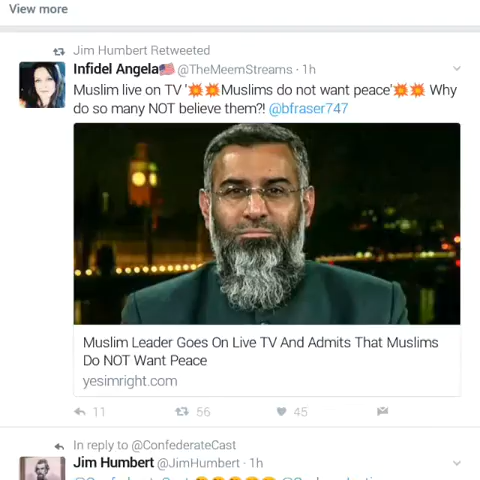 View more
Jim Humbert Retweeted
Infidel Angela🇺🇸 @TheMeemStreams · 1h
Muslim live on TV '💥💥Muslims do not want peace'💥💥 Why
do so many NOT believe them?! @bfraser747
Muslim Leader Goes On Live TV And Admits That Muslims
Do NOT Want Peace
yesimright.com
11 56 45
In reply to @ConfederateCast
Jim Humbert @JimHumbert · 1h